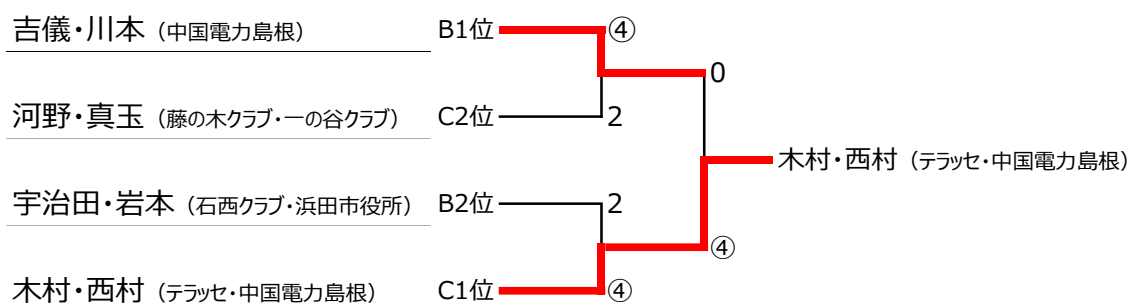 吉儀・川本 (中国電力島根) B1位 ④
0
河野・真玉 (藤の木クラブ・一の谷クラブ) C2位 2
木村・西村 (テラッセ・中国電力島根)
宇治田・岩本 (石西クラブ・浜田市役所) B2位 2
④
木村・西村 (テラッセ・中国電力島根) C1位 ④